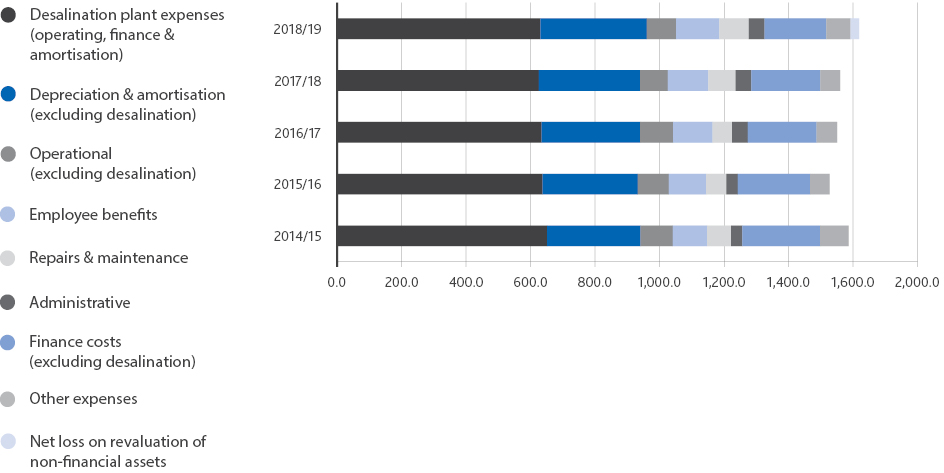 Desalination plant expenses
(operating, finance &
amortisation)
Depreciation & amortisation
(excluding desalination)
Operational
(excluding desalination)
Employee benefits
Repairs & maintenance
Administrative
Finance costs
(excluding desalination)
Other expenses
Net loss on revaluation of
non-financial assets
2018/19
2017/18
2016/17
2015/16
2014/15
0.0 200.0 400.0 600.0 800.0 1,000.0 1,200.0 1,400.0 1,600.0 2,000.0